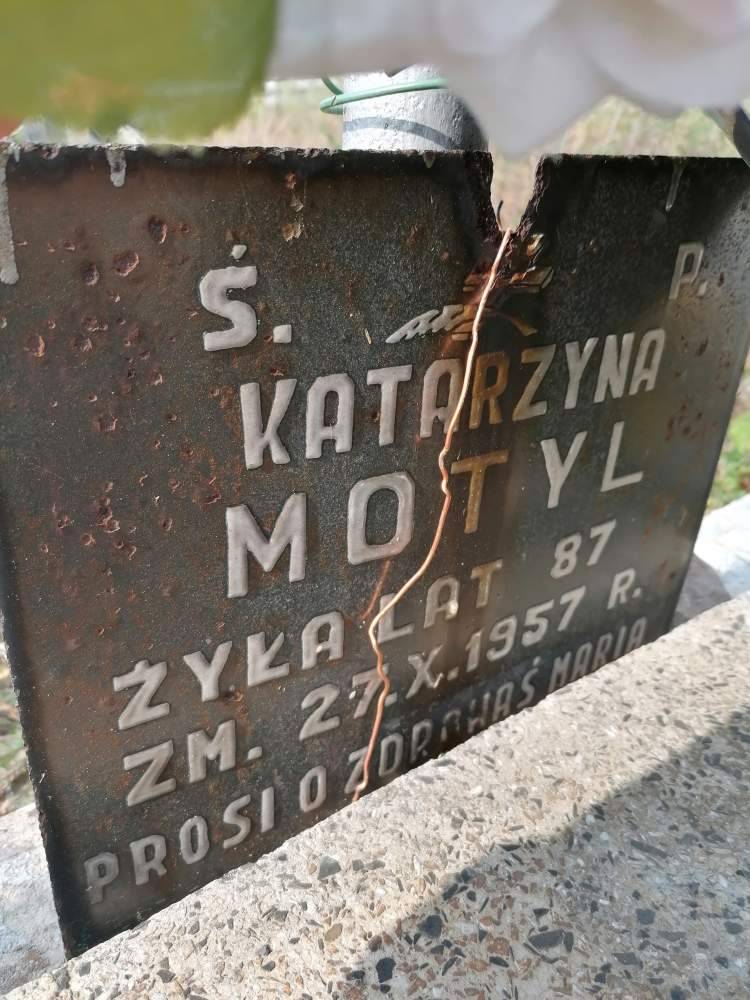 Ś. P.
KATARZYNA
MOTYL
ŻYŁA LAT 87
ZM. 27.X.1957 R.
PROSI O ZDROWAŚ MARIA